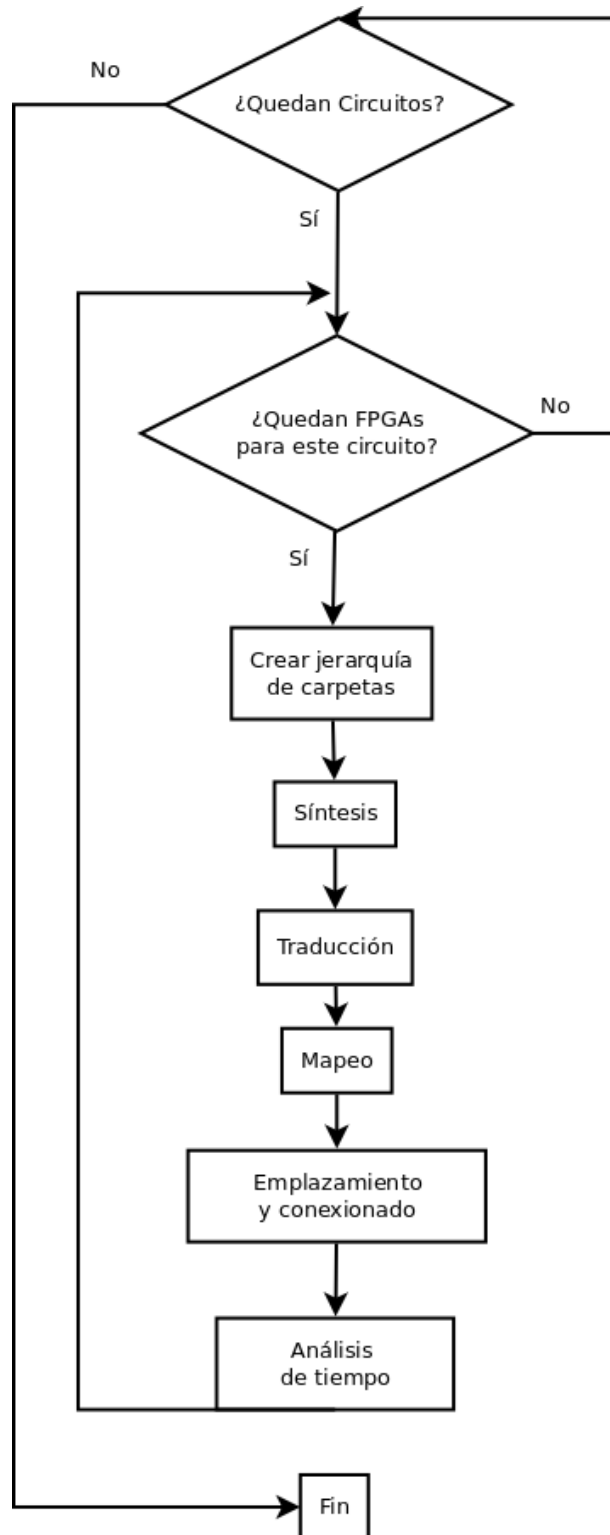 No
¿Quedan Circuitos?
Sí
¿Quedan FPGAs
para este circuito?
No
Sí
Crear jerarquía
de carpetas
Síntesis
Traducción
Mapeo
Emplazamiento
y conexionado
Análisis
de tiempo
Fin